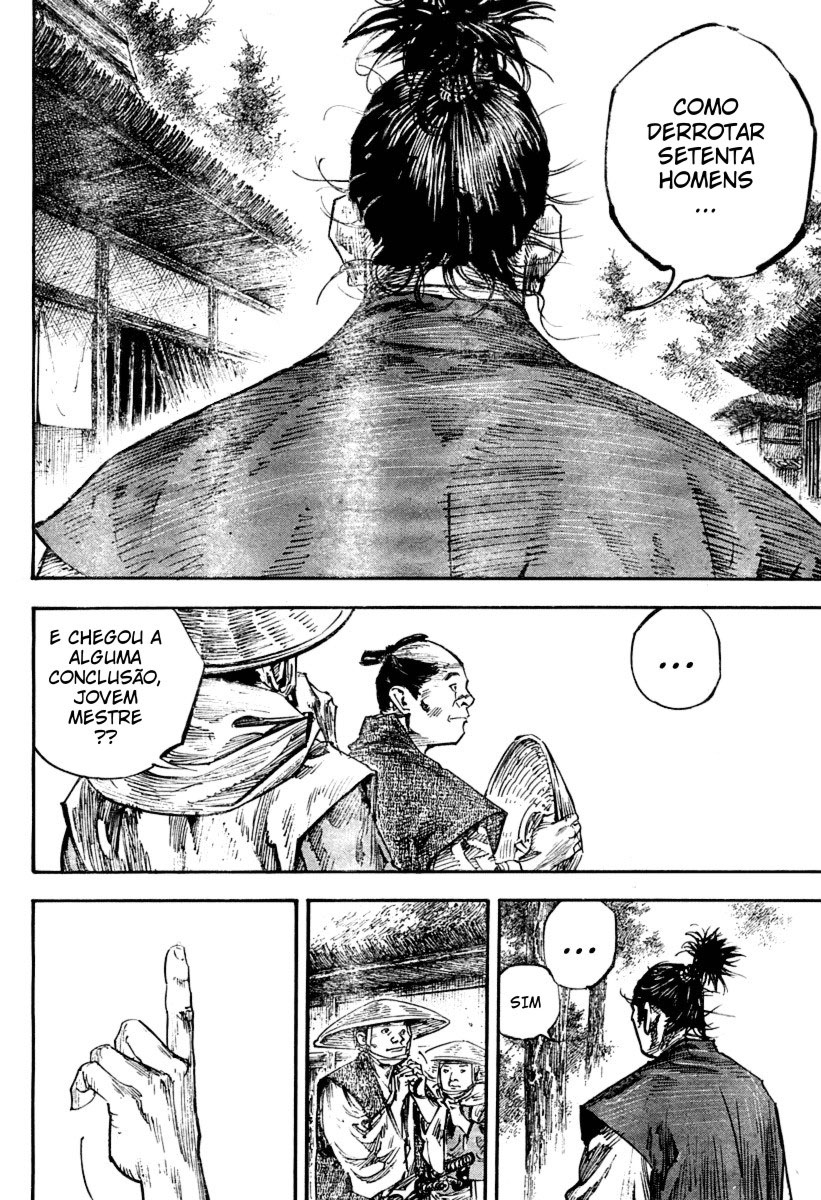 COMO
DERROTAR
SETENTA
HOMENS
...
E CHEGOU A
ALGUMA
CONCLUSÃO,
JOVEM
MESTRE
??
...
...
SIM